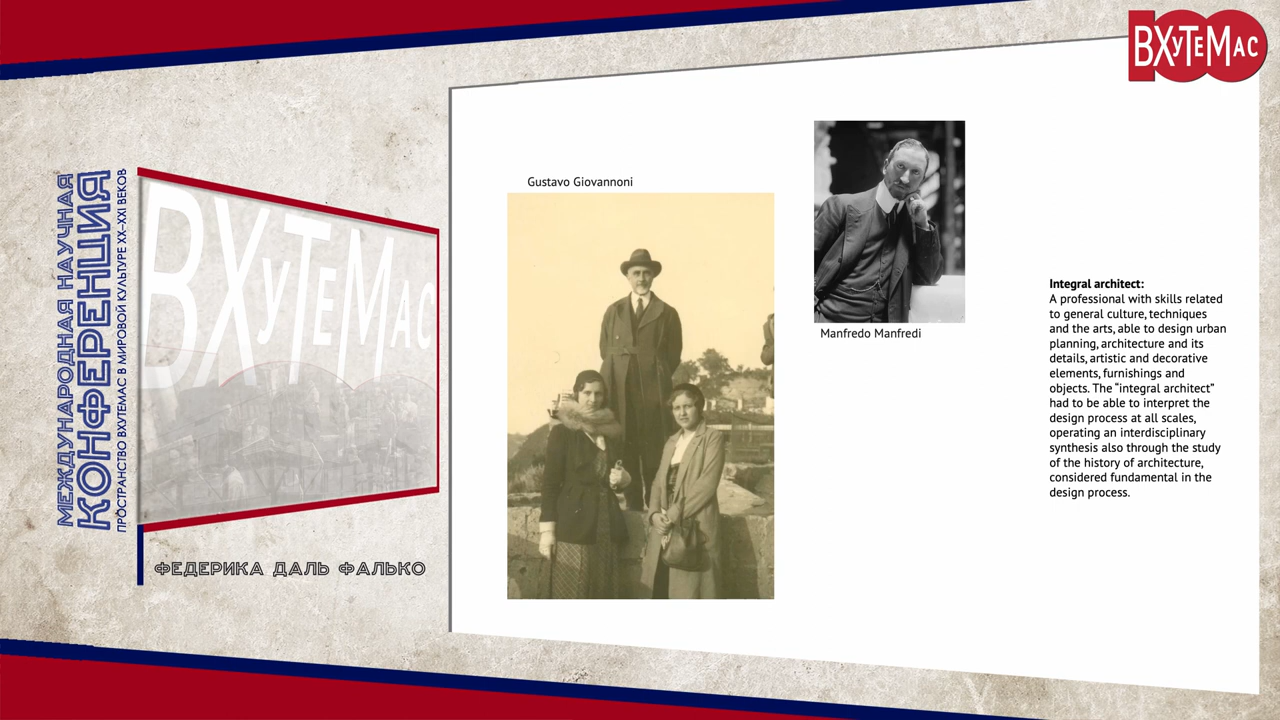 ВХУТЕМАС
МЕЖДУНАРОДНАЯ НАУЧНАЯ
КОНФЕРЕНЦИЯ
ПРОСТРАНСТВО ВХУТЕМАС В МИРОВОЙ КУЛЬТУРЕ XX–XXI ВЕКОВ
ВХУТЕМАС
ФЕДЕРИКА ДАЛЬ ФАЛЬКО
Gustavo Giovannoni
Manfredo Manfredi
Integral architect:
A professional with skills related
to general culture, techniques
and the arts, able to design urban
planning, architecture and its
details, artistic and decorative
elements, furnishings and
objects. The “integral architect”
had to be able to interpret the
design process at all scales,
operating an interdisciplinary
synthesis also through the study
of the history of architecture,
considered fundamental in the
design process.